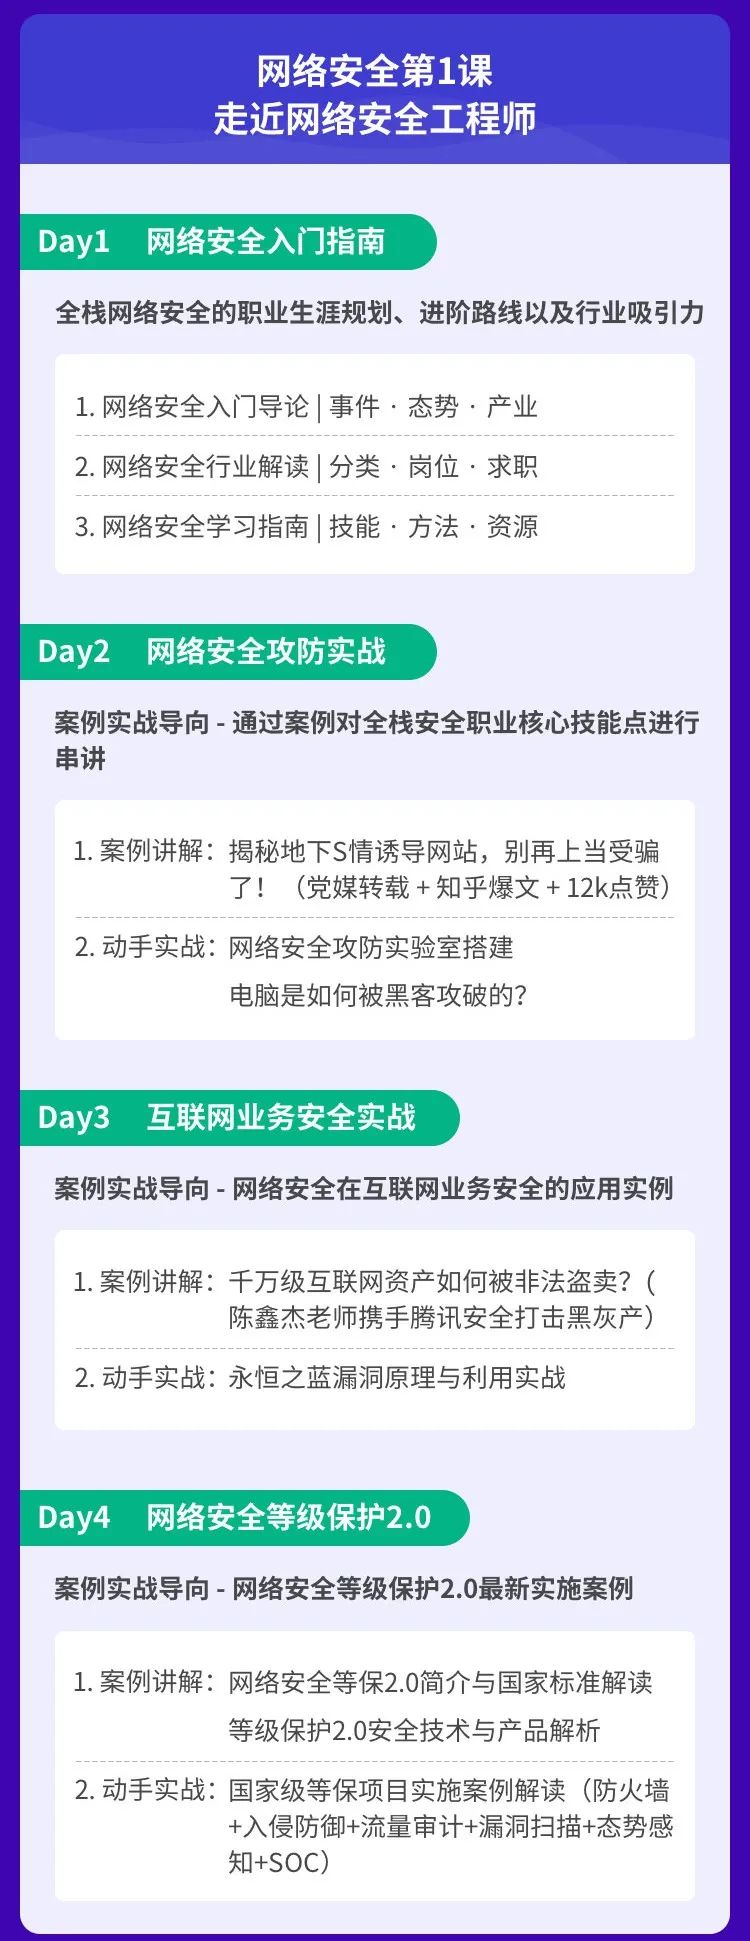 网络安全第1课
走近网络安全工程师
Day1 网络安全入门指南
全栈网络安全的职业生涯规划、进阶路线以及行业吸引力
1. 网络安全入门导论 | 事件 · 态势 · 产业
2. 网络安全行业解读 | 分类 · 岗位 · 求职
3. 网络安全学习指南 | 技能 · 方法 · 资源
Day2 网络安全攻防实战
案例实战导向 - 通过案例对全栈安全职业核心技能点进行
串讲
1. 案例讲解：揭秘地下S情诱导网站，别再上当受骗
了！（党媒转载 + 知乎爆文 + 12k点赞）
2. 动手实战：网络安全攻防实验室搭建
电脑是如何被黑客攻破的？
Day3 互联网业务安全实战
案例实战导向 - 网络安全在互联网业务安全的应用实例
1. 案例讲解：千万级互联网资产如何被非法盗卖？(
陈鑫杰老师携手腾讯安全打击黑灰产）
2. 动手实战：永恒之蓝漏洞原理与利用实战
Day4 网络安全等级保护2.0
案例实战导向 - 网络安全等级保护2.0最新实施案例
1. 案例讲解：网络安全等保2.0简介与国家标准解读
等级保护2.0安全技术与产品解析
2. 动手实战：国家级等保项目实施案例解读（防火墙
+入侵防御+流量审计+漏洞扫描+态势感
知+SOC）